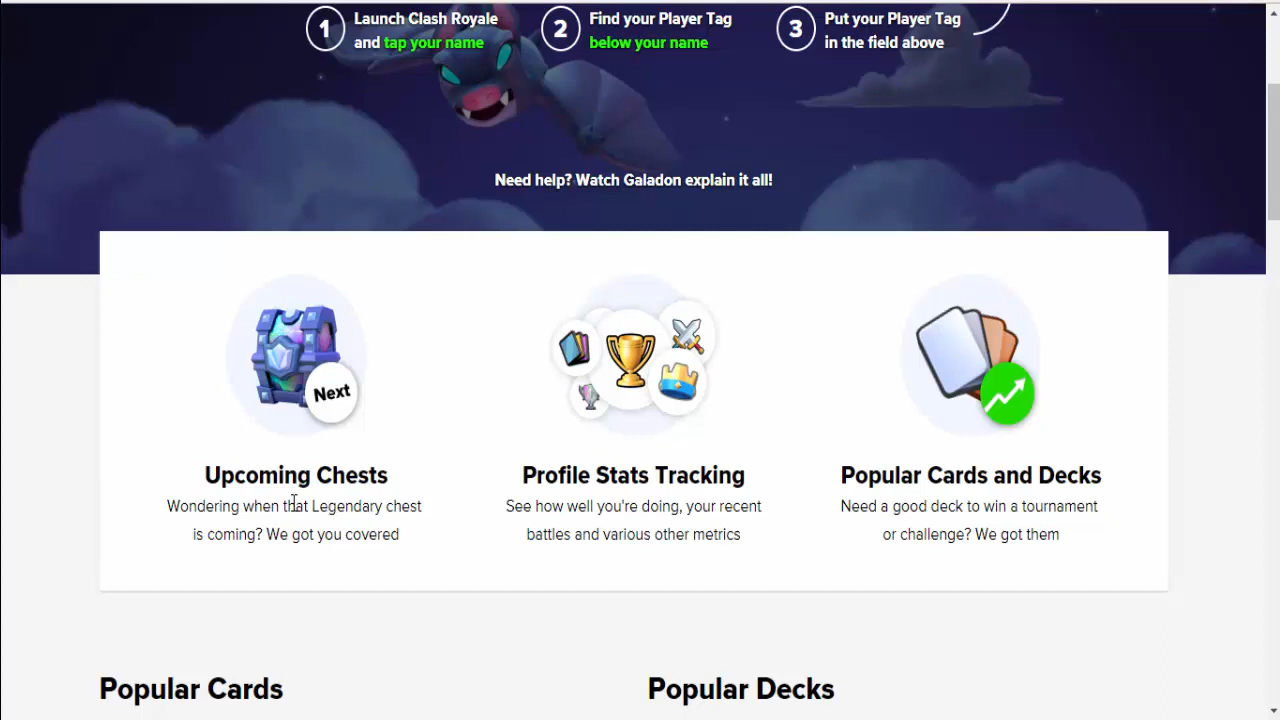 1 Launch Clash Royale
and tap your name
2 Find your Player Tag
below your name
3 Put your Player Tag
in the field above
Need help? Watch Galadon explain it all!
Next
Upcoming Chests
Wondering when that Legendary chest
is coming? We got you covered
Profile Stats Tracking
See how well you're doing, your recent
battles and various other metrics
Popular Cards and Decks
Need a good deck to win a tournament
or challenge? We got them
Popular Cards
Popular Decks